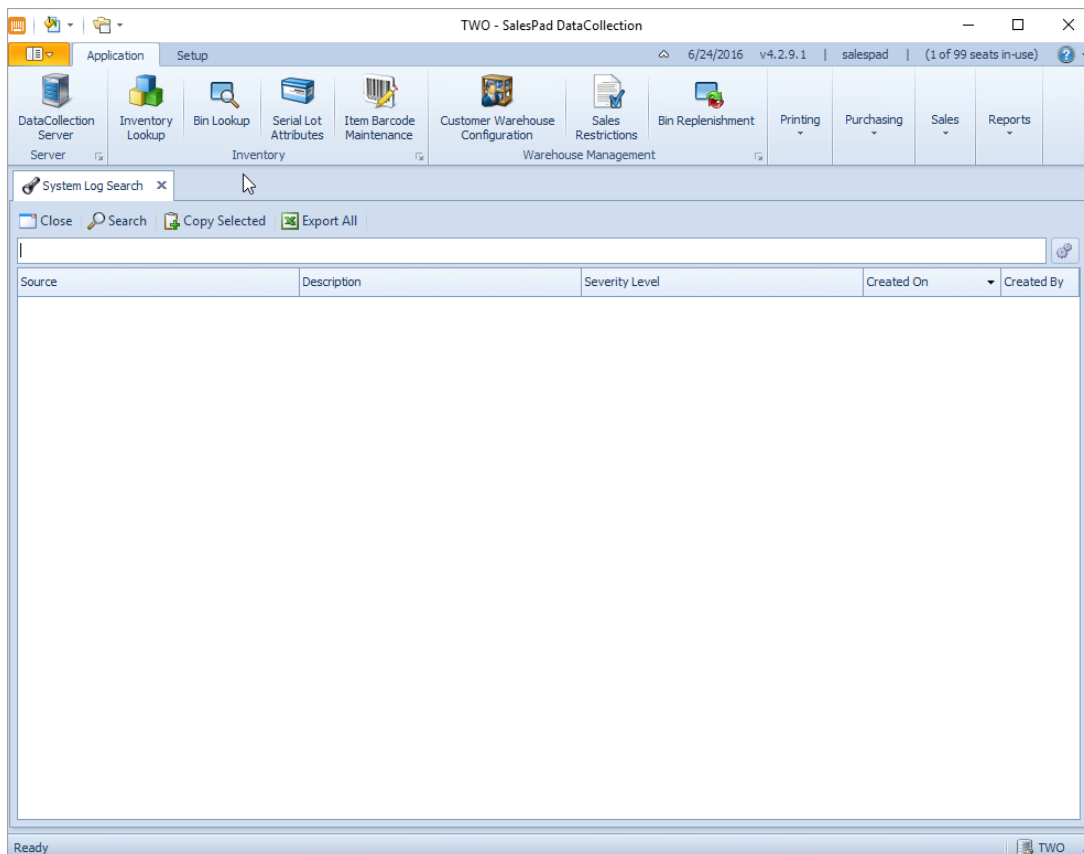 TWO - SalesPad DataCollection
Application Setup 6/24/2016 v4.2.9.1 | salespad | (1 of 99 seats in-use)
DataCollection Server
Inventory Lookup
Bin Lookup
Serial Lot Attributes
Item Barcode Maintenance
Customer Warehouse Configuration
Sales Restrictions
Bin Replenishment
Printing
Purchasing
Sales
Reports
Server Inventory Warehouse Management
System Log Search
Close Search Copy Selected Export All
Source Description Severity Level Created On Created By
Ready TWO